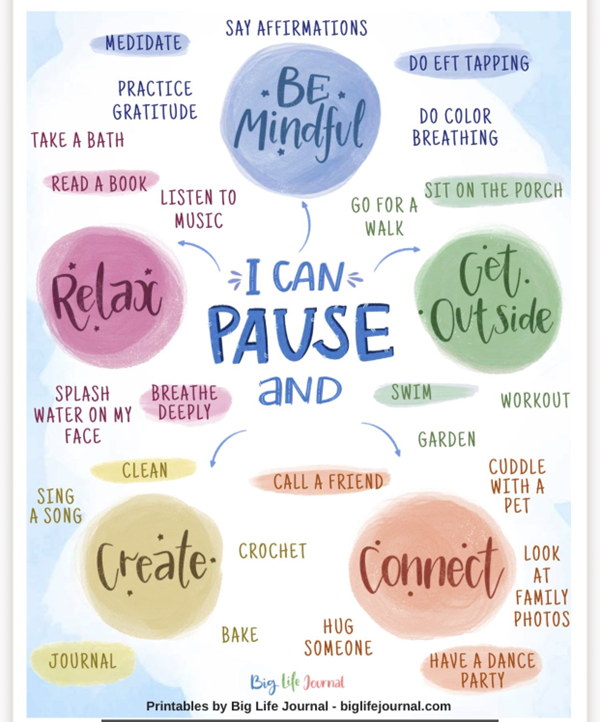 SAY AFFIRMATIONS
MEDIDATE
DO EFT TAPPING
BE
Mindful
PRACTICE
GRATITUDE
DO COLOR
BREATHING
TAKE A BATH
READ A BOOK
LISTEN TO
MUSIC
GO FOR A
WALK
SIT ON THE PORCH
Relax
I CAN
PAUSE
AND
Get
Outside
SPLASH
WATER ON MY
FACE
BREATHE
DEEPLY
SWIM
WORKOUT
GARDEN
CLEAN
SING
A SONG
CALL A FRIEND
CUDDLE
WITH A
PET
Create
CROCHET
Connect
LOOK
AT
FAMILY
PHOTOS
BAKE
HUG
SOMEONE
JOURNAL
HAVE A DANCE
PARTY
Big Life Journal
Printables by Big Life Journal - biglifejournal.com